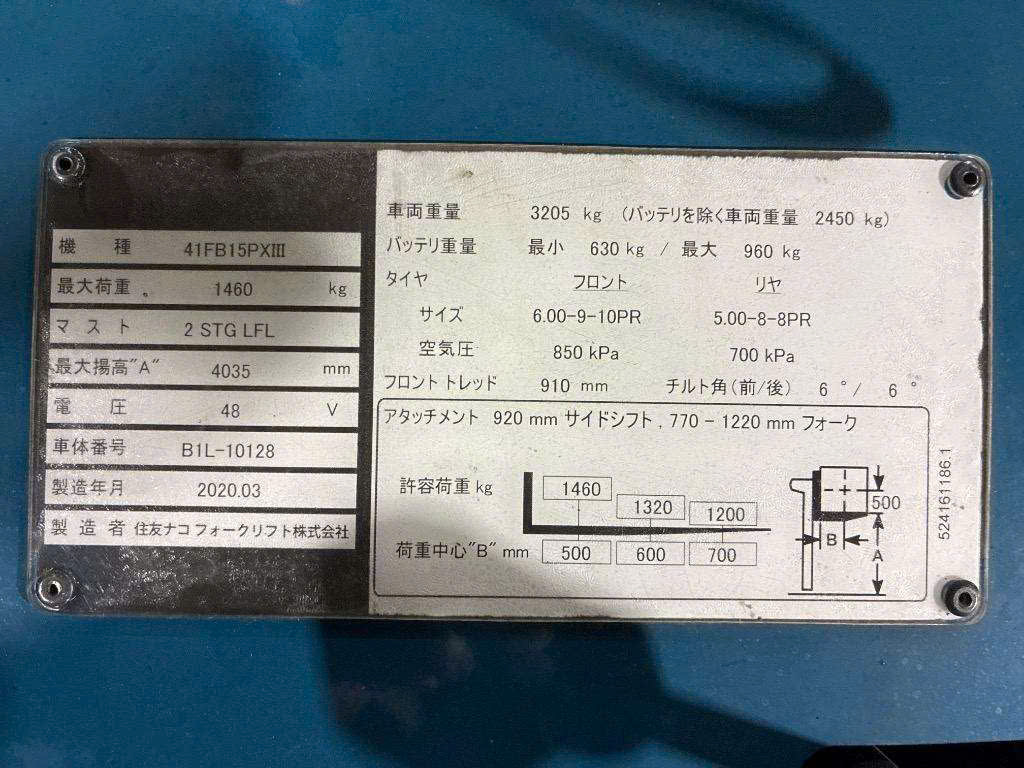 機 種 41FB15PXⅢ
最大荷重 1460 kg
マ ス ト 2 STG LFL
最大揚高"A" 4035 mm
電 圧 48 V
車体番号 B1L-10128
製造年月 2020.03
製 造 者 住友ナコ フォークリフト株式会社
車両重量 3205 kg (バッテリを除く車両重量 2450 kg)
バッテリ重量 最小 630 kg / 最大 960 kg
タイヤ フロント リヤ
サイズ 6.00-9-10PR 5.00-8-8PR
空気圧 850 kPa 700 kPa
フロント トレッド 910 mm チルト角(前/後) 6 ° / 6 °
アタッチメント 920 mm サイドシフト , 770 - 1220 mm フォーク
許容荷重 kg 1460 1320 1200
荷重中心"B" mm 500 600 700
500
B
A
524161186.1